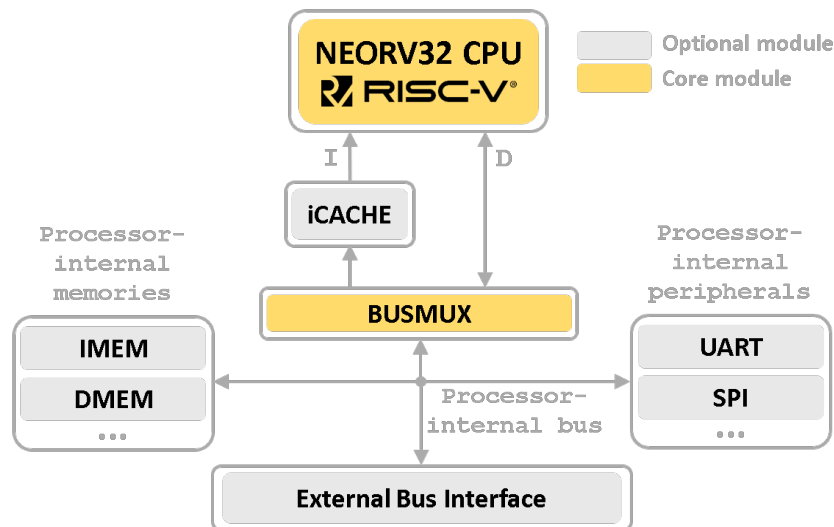 NEORV32 CPU
RISC-V®
Optional module
Core module
I
D
iCACHE
Processor-
internal
memories
Processor-
internal
peripherals
BUSMUX
IMEM
DMEM
...
UART
SPI
...
Processor-
internal bus
External Bus Interface